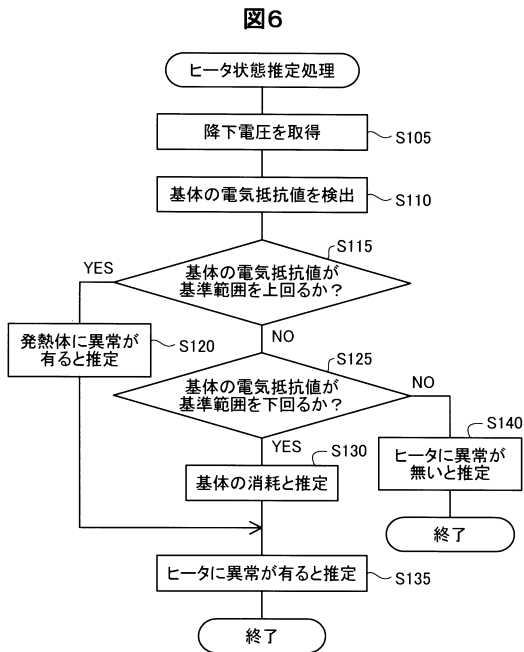 図6
ヒータ状態推定処理
降下電圧を取得
S105
基体の電気抵抗値を検出
S110
S115
YES
基体の電気抵抗値が
基準範囲を上回るか？
発熱体に異常が
有ると推定
S120
NO
S125
基体の電気抵抗値が
基準範囲を下回るか？
NO
YES
S130
S140
基体の消耗と推定
ヒータに異常が
無いと推定
終了
ヒータに異常が有ると推定
S135
終了